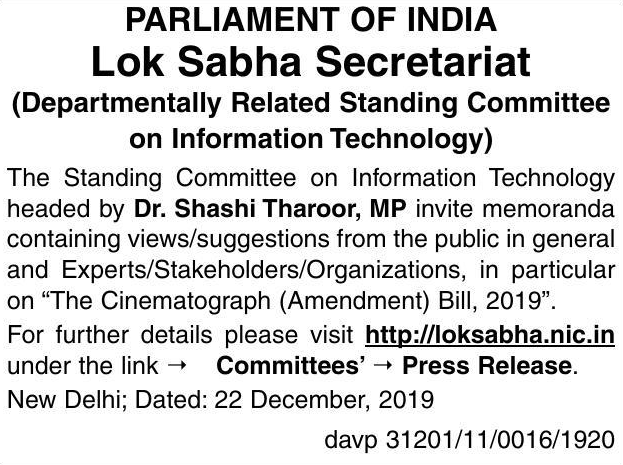 PARLIAMENT OF INDIA
Lok Sabha Secretariat
(Departmentally Related Standing Committee
on Information Technology)
The Standing Committee on Information Technology
headed by Dr. Shashi Tharoor, MP invite memoranda
containing views/suggestions from the public in general
and Experts/Stakeholders/Organizations, in particular
on “The Cinematograph (Amendment) Bill, 2019”.
For further details please visit http://loksabha.nic.in
under the link → Committees’ → Press Release.
New Delhi; Dated: 22 December, 2019
davp 31201/11/0016/1920